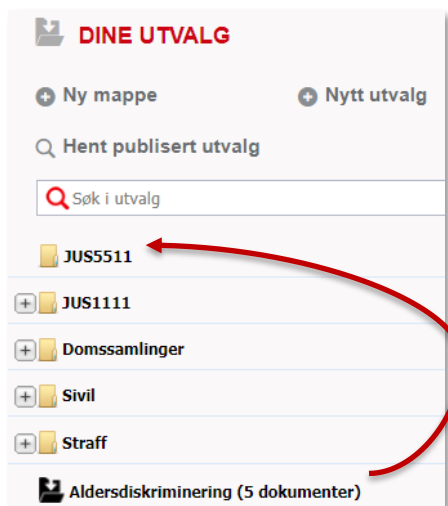 DINE UTVALG
Ny mappe Nytt utvalg
Hent publisert utvalg
Søk i utvalg
JUS5511
JUS1111
Domssamlinger
Sivil
Straff
Aldersdiskriminering (5 dokumenter)